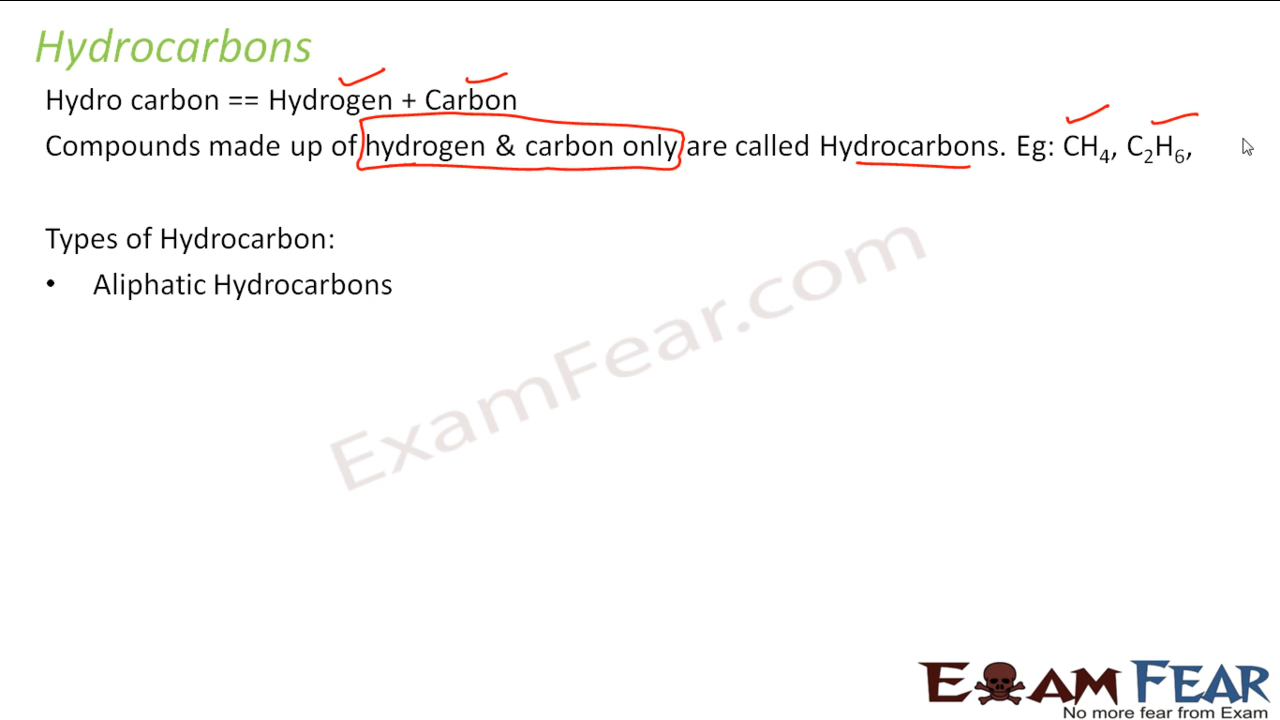 Hydrocarbons
Hydro carbon == Hydrogen + Carbon
Compounds made up of hydrogen & carbon only are called Hydrocarbons. Eg: CH₄, C₂H₆,
Types of Hydrocarbon:
• Aliphatic Hydrocarbons
ExamFear.com
EXAM FEAR
No more fear from Exam